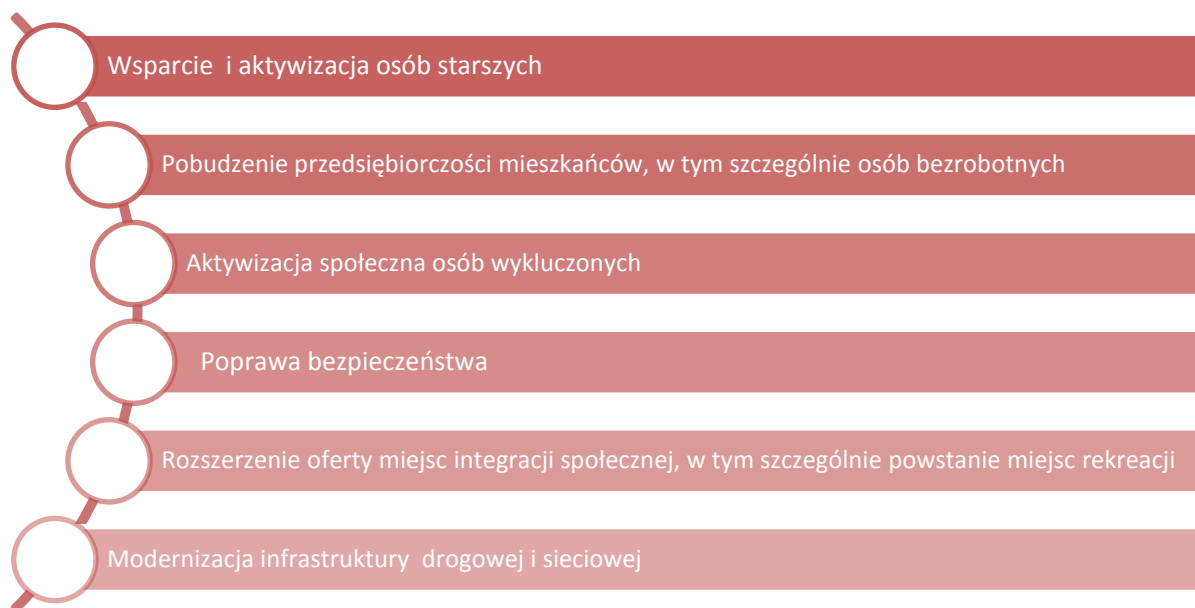 Wsparcie i aktywizacja osób starszych
Pobudzenie przedsiębiorczości mieszkańców, w tym szczególnie osób bezrobotnych
Aktywizacja społeczna osób wykluczonych
Poprawa bezpieczeństwa
Rozszerzenie oferty miejsc integracji społecznej, w tym szczególnie powstanie miejsc rekreacji
Modernizacja infrastruktury drogowej i sieciowej